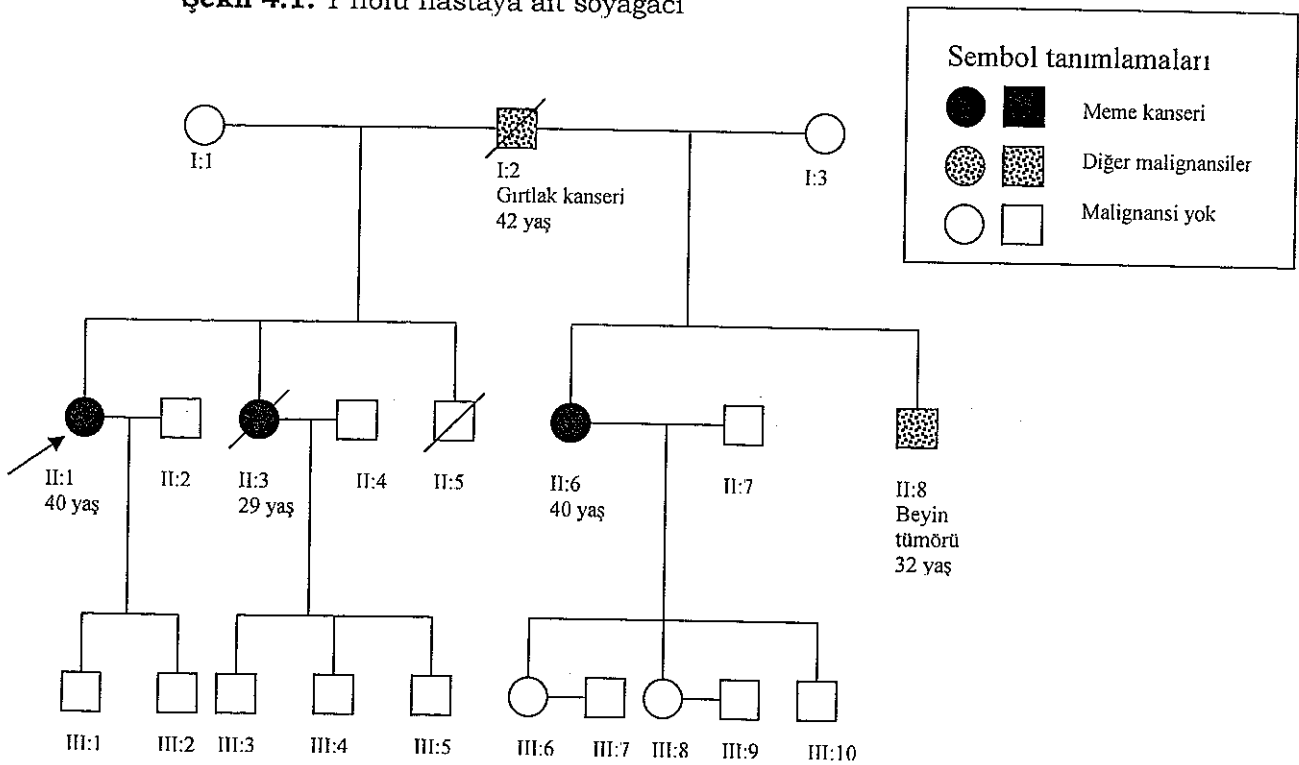 Şekil 4.1. 1 nolu hastaya ait soyağacı
Sembol tanımlamaları
Meme kanseri
Diğer malignansiler
Malignansi yok
I:1
I:2
Gırtlak kanseri
42 yaş
I:3
II:1
40 yaş
II:2
II:3
29 yaş
II:4
II:5
II:6
40 yaş
II:7
II:8
Beyin
tümörü
32 yaş
III:1
III:2
III:3
III:4
III:5
III:6
III:7
III:8
III:9
III:10